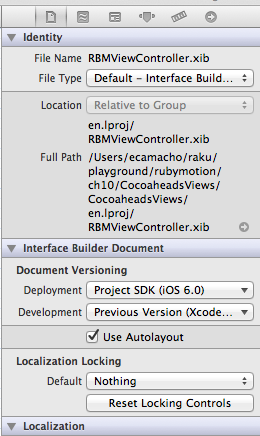 Identity
File Name RBMViewController.xib
File Type Default - Interface Build...
Location Relative to Group
en.lproj/
RBMViewController.xib
Full Path /Users/ecamacho/raku/
playground/rubymotion/
ch10/CocoaheadsViews/
CocoaheadsViews/
en.lproj/
RBMViewController.xib
Interface Builder Document
Document Versioning
Deployment Project SDK (iOS 6.0)
Development Previous Version (Xcode...
Use Autolayout
Localization Locking
Default Nothing
Reset Locking Controls
Localization